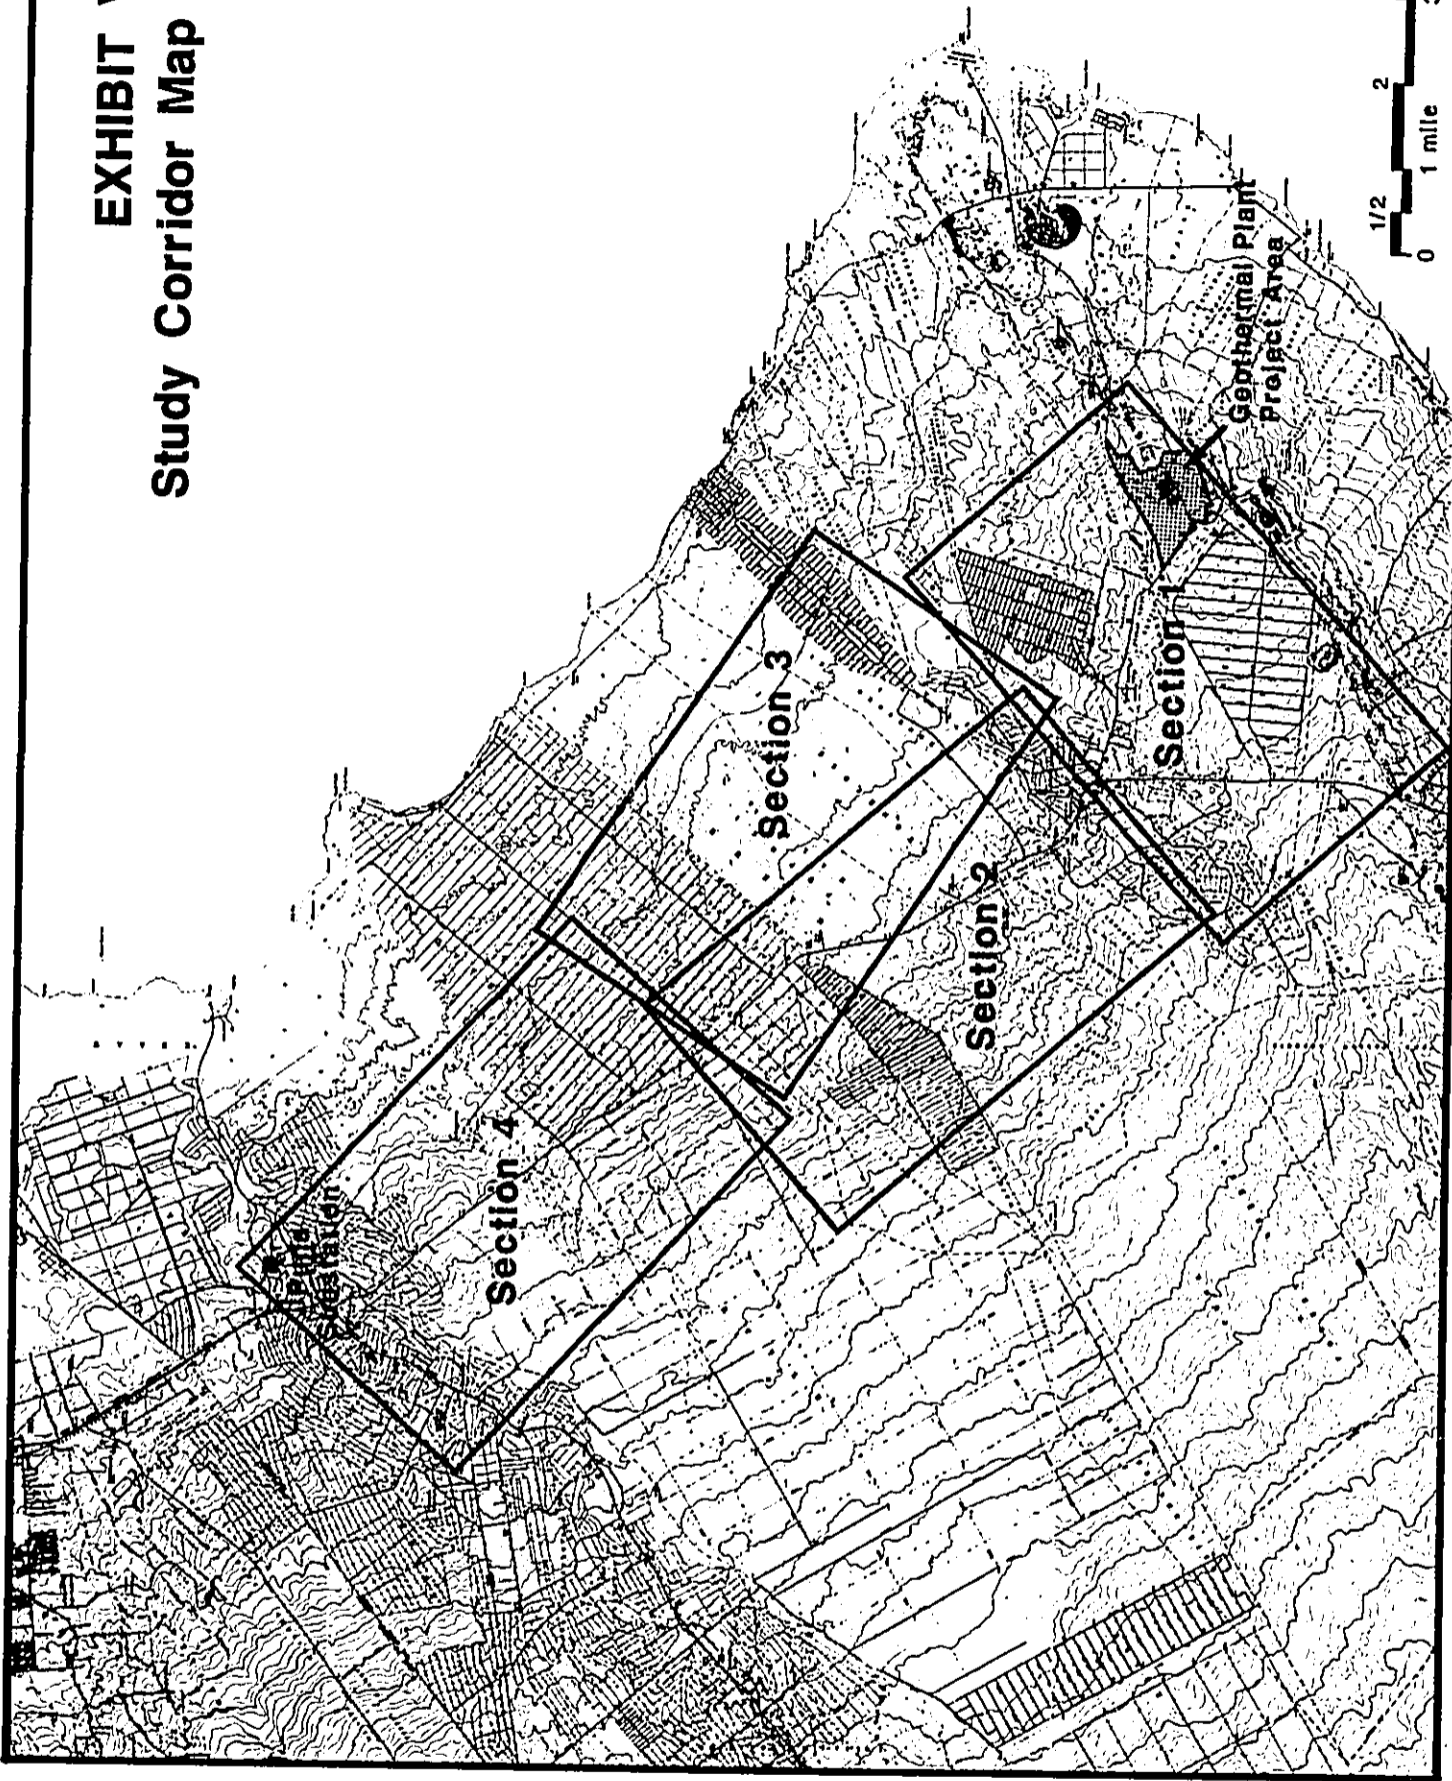 EXHIBIT
Study Corridor Map
Section 4
Section 3
Section 2
Section 1
Substation
Geothermal Plant
Project Area
0 1/2 1 mile 2